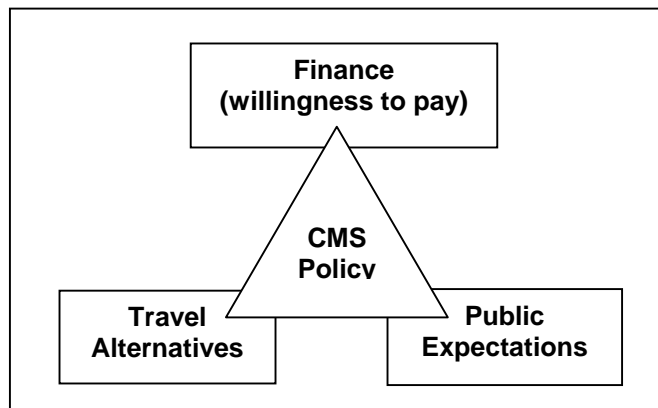 Finance
(willingness to pay)
CMS
Policy
Travel
Alternatives
Public
Expectations